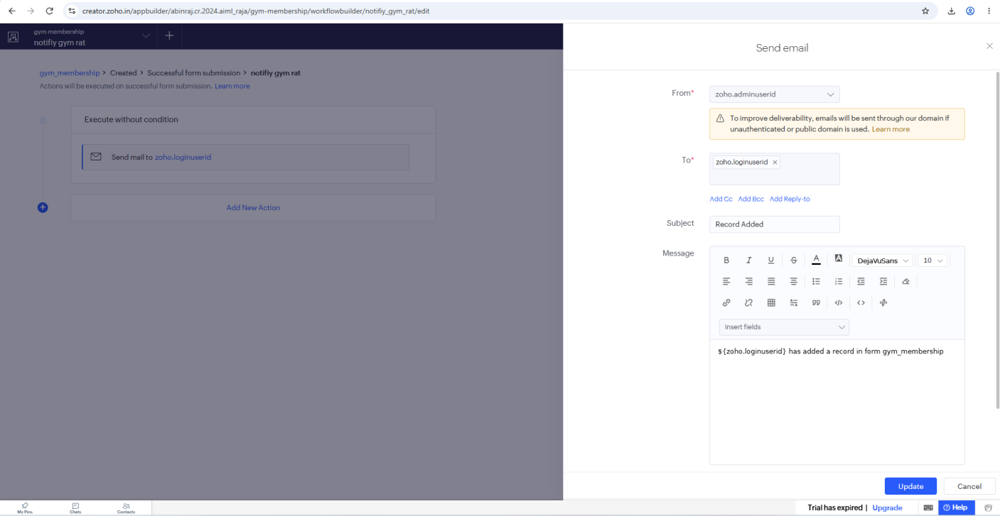 creator.zoho.in/appbuilder/abinraj.cr.2024.aiml_raja/gym-membership/workflowbuilder/notifiy_gym_rat/edit
gym membership
notifiy gym rat
gym_membership > Created > Successful form submission > notifiy gym rat
Actions will be executed on successful form submission. Learn more
Execute without condition
Send mail to zoho.loginuserid
Add New Action
Send email
From*
zoho.adminuserid
To improve deliverability, emails will be sent through our domain if
unauthenticated or public domain is used. Learn more
To*
zoho.loginuserid
Add Cc Add Bcc Add Reply-to
Subject
Record Added
Message
B I U S A A DejaVuSans 10
Insert fields
${zoho.loginuserid} has added a record in form gym_membership
Update Cancel
My Pins Chats Contacts
Trial has expired | Upgrade
Help